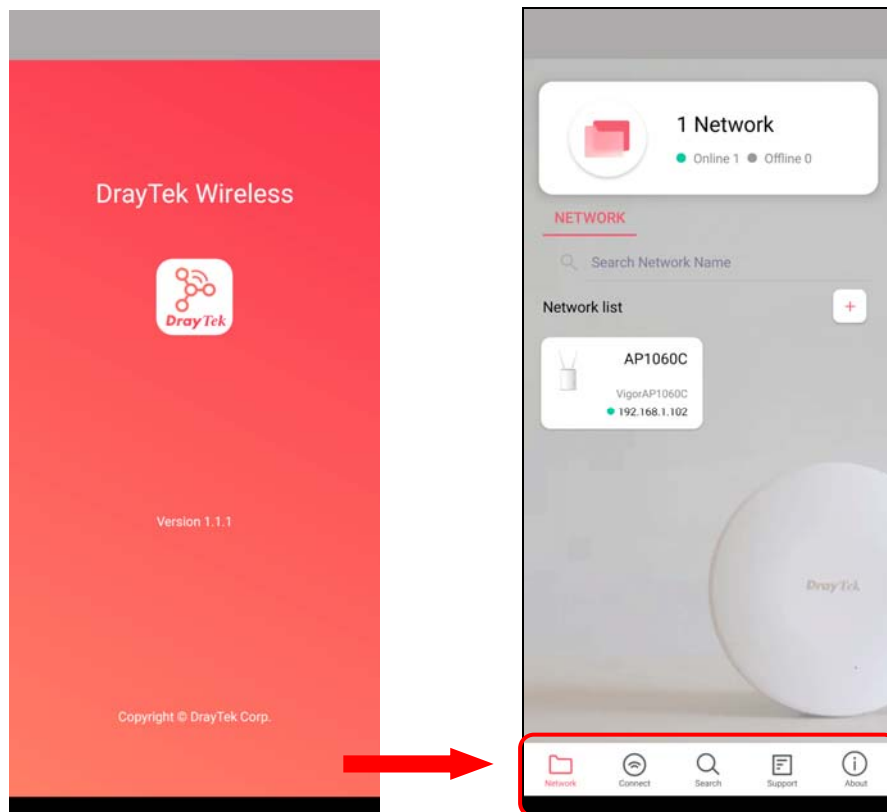 DrayTek Wireless
DrayTek
Version 1.1.1
Copyright © DrayTek Corp.
1 Network
Online 1 Offline 0
NETWORK
Search Network Name
Network list
+
AP1060C
VigorAP1060C
192.168.1.102
DrayTek
Network Connect Search Support About